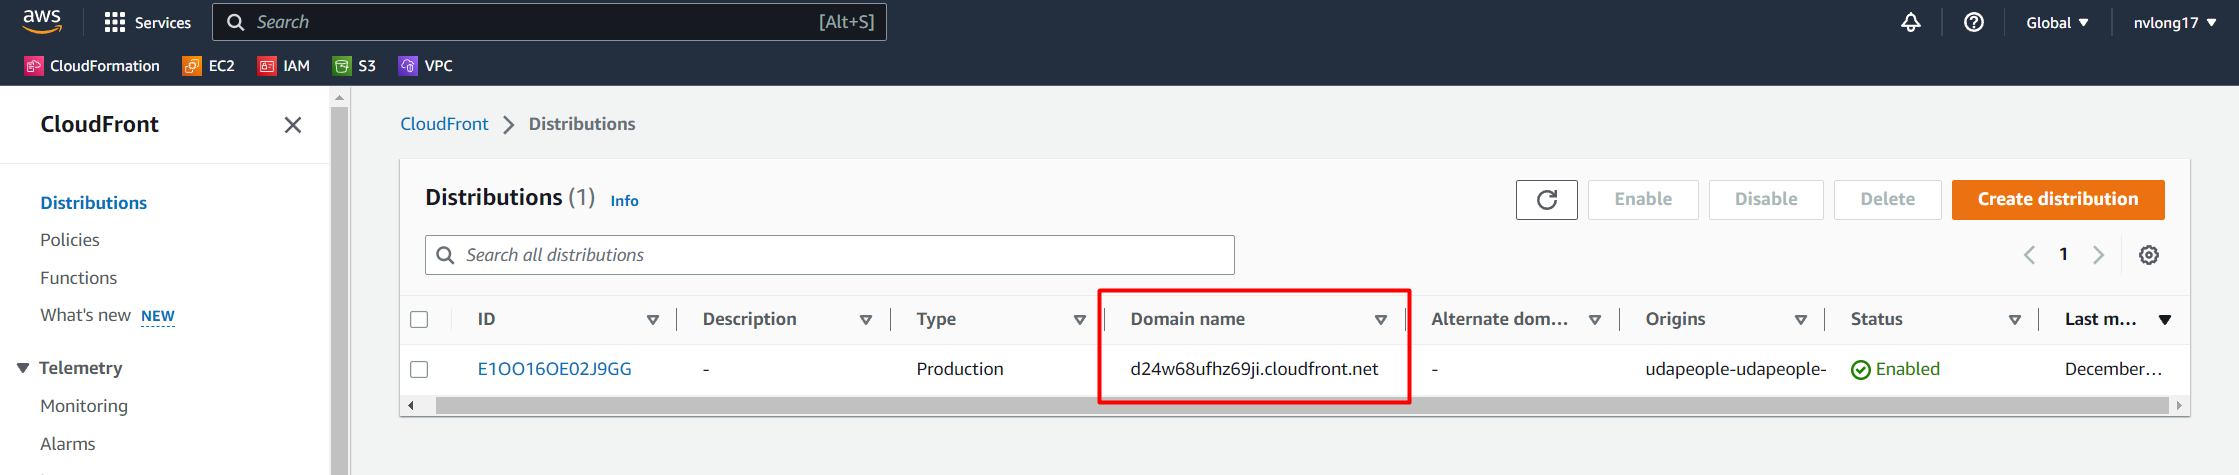 aws Services Search [Alt+S] Global nvlong17
CloudFormation EC2 IAM S3 VPC
CloudFront
Distributions
Policies
Functions
What's new NEW
Telemetry
Monitoring
Alarms
CloudFront Distributions
Distributions (1) Info
Enable Disable Delete Create distribution
Search all distributions
1
ID Description Type Domain name Alternate dom... Origins Status Last m...
E1OO16OE02J9GG - Production d24w68ufhz69ji.cloudfront.net - udapeople-udapeople- Enabled December...